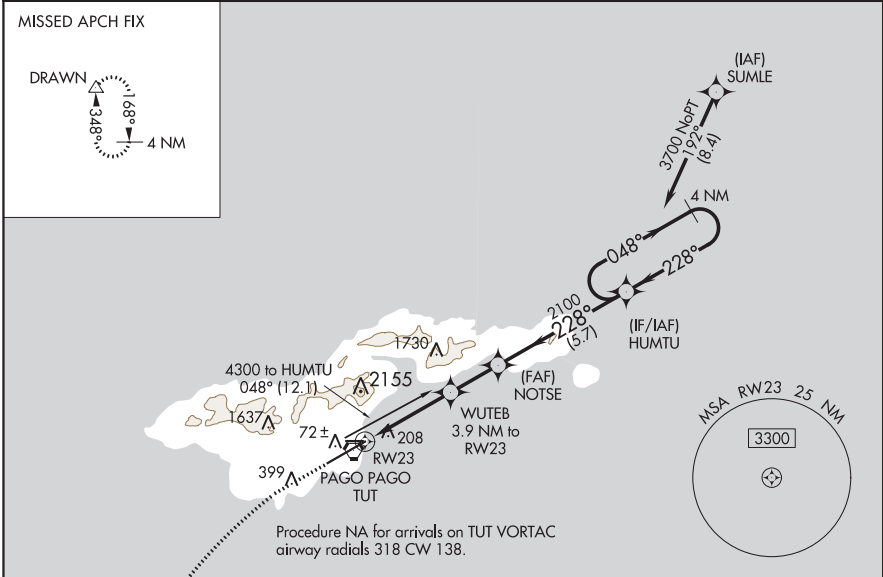 MISSED APCH FIX
DRAWN
348°
168°
4 NM
(IAF)
SUMLE
3700 NoPT
192°
(8.4)
4 NM
048°
228°
(IF/IAF)
HUMTU
2100
228°
(5.7)
1730
4300 to HUMTU
048° (12.1)
2155
1637
(FAF)
NOTSE
WUTEB
3.9 NM to
RW23
72±
208
RW23
399
PAGO PAGO
TUT
MSA RW23 25 NM
3300
Procedure NA for arrivals on TUT VORTAC
airway radials 318 CW 138.